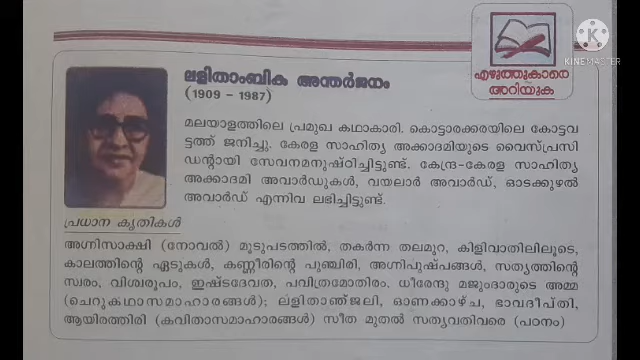 KINEMASTER
എഴുത്തുകാരെ
അറിയുക
ലളിതാംബിക അന്തർജനം
(1909 - 1987)
മലയാളത്തിലെ പ്രമുഖ കഥാകാരി. കൊട്ടാരക്കരയിലെ കോട്ടവ
ട്ടത്ത് ജനിച്ചു. കേരള സാഹിത്യ അക്കാദമിയുടെ വൈസ്പ്രസി
ഡന്റായി സേവനമനുഷ്ഠിച്ചിട്ടുണ്ട്. കേന്ദ്ര-കേരള സാഹിത്യ
അക്കാദമി അവാർഡുകൾ, വയലാർ അവാർഡ്, ഓടക്കുഴൽ
അവാർഡ് എന്നിവ ലഭിച്ചിട്ടുണ്ട്.
പ്രധാന കൃതികൾ
അഗ്നിസാക്ഷി (നോവൽ) മൂടുപടത്തിൽ, തകർന്ന തലമുറ, കിളിവാതിലിലൂടെ,
കാലത്തിന്റെ ഏടുകൾ, കണ്ണീരിന്റെ പുഞ്ചിരി, അഗ്നിപുഷ്പങ്ങൾ, സത്യത്തിന്റെ
സ്വരം, വിശ്വരൂപം, ഇഷ്ടദേവത, പവിത്രമോതിരം. ധീരേന്ദു മജുംദാരുടെ അമ്മ
(ചെറുകഥാസമാഹാരങ്ങൾ); ലളിതാഞ്ജലി, ഓണക്കാഴ്ച, ഭാവദീപ്തി,
ആയിരത്തിരി (കവിതാസമാഹാരങ്ങൾ) സീത മുതൽ സത്യവതിവരെ (പഠനം)